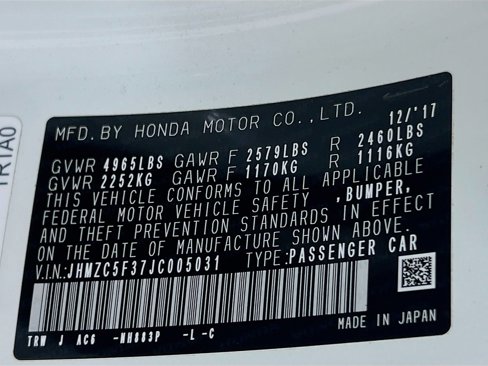 MFD.BY HONDA MOTOR CO.,LTD. 12/'17
GVWR 4965LBS GAWR F 2579LBS R 2460LBS
GVWR 2252KG GAWR F 1170KG R 1116KG
THIS VEHICLE CONFORMS TO ALL APPLICABLE
FEDERAL MOTOR VEHICLE SAFETY ,BUMPER,
AND THEFT PREVENTION STANDARDS IN EFFECT
ON THE DATE OF MANUFACTURE SHOWN ABOVE.
V.I.N:JHMZC5F37JC005031 TYPE:PASSENGER CAR
TRW J AC6 -NH883P -L -C
MADE IN JAPAN
TRTA0